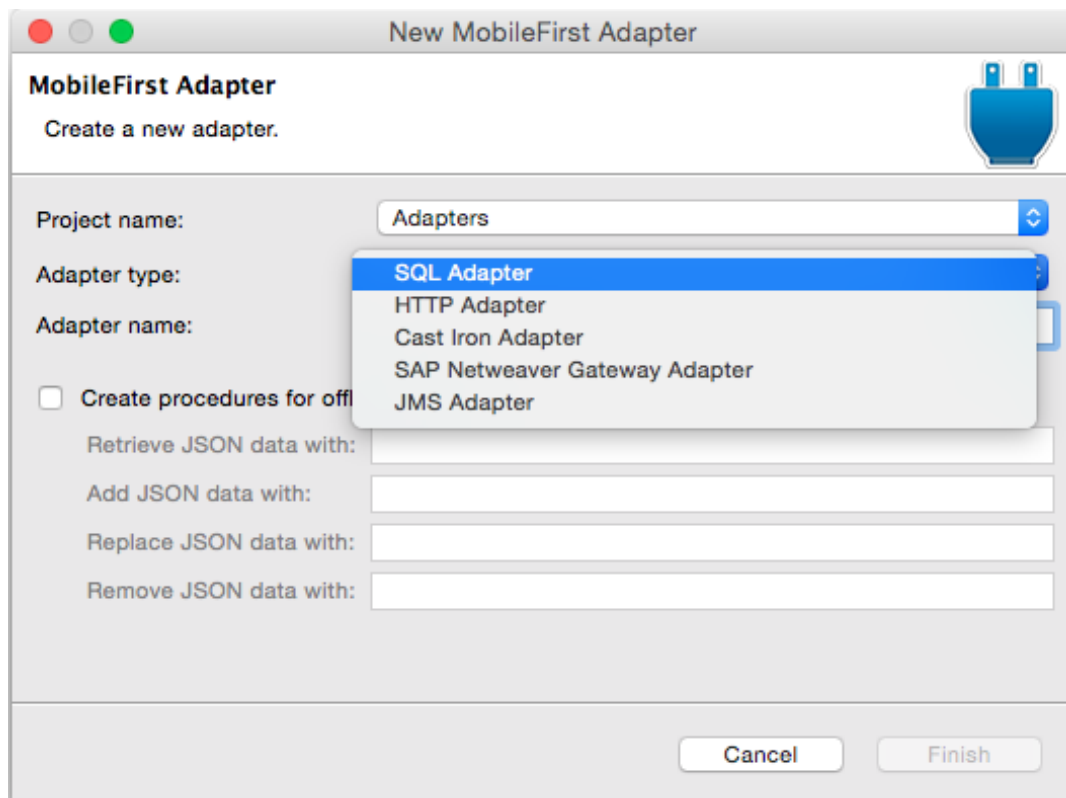 New MobileFirst Adapter
MobileFirst Adapter
Create a new adapter.
Project name:
Adapters
Adapter type:
SQL Adapter
HTTP Adapter
Adapter name:
Cast Iron Adapter
SAP Netweaver Gateway Adapter
Create procedures for offl
JMS Adapter
Retrieve JSON data with:
Add JSON data with:
Replace JSON data with:
Remove JSON data with:
Cancel
Finish